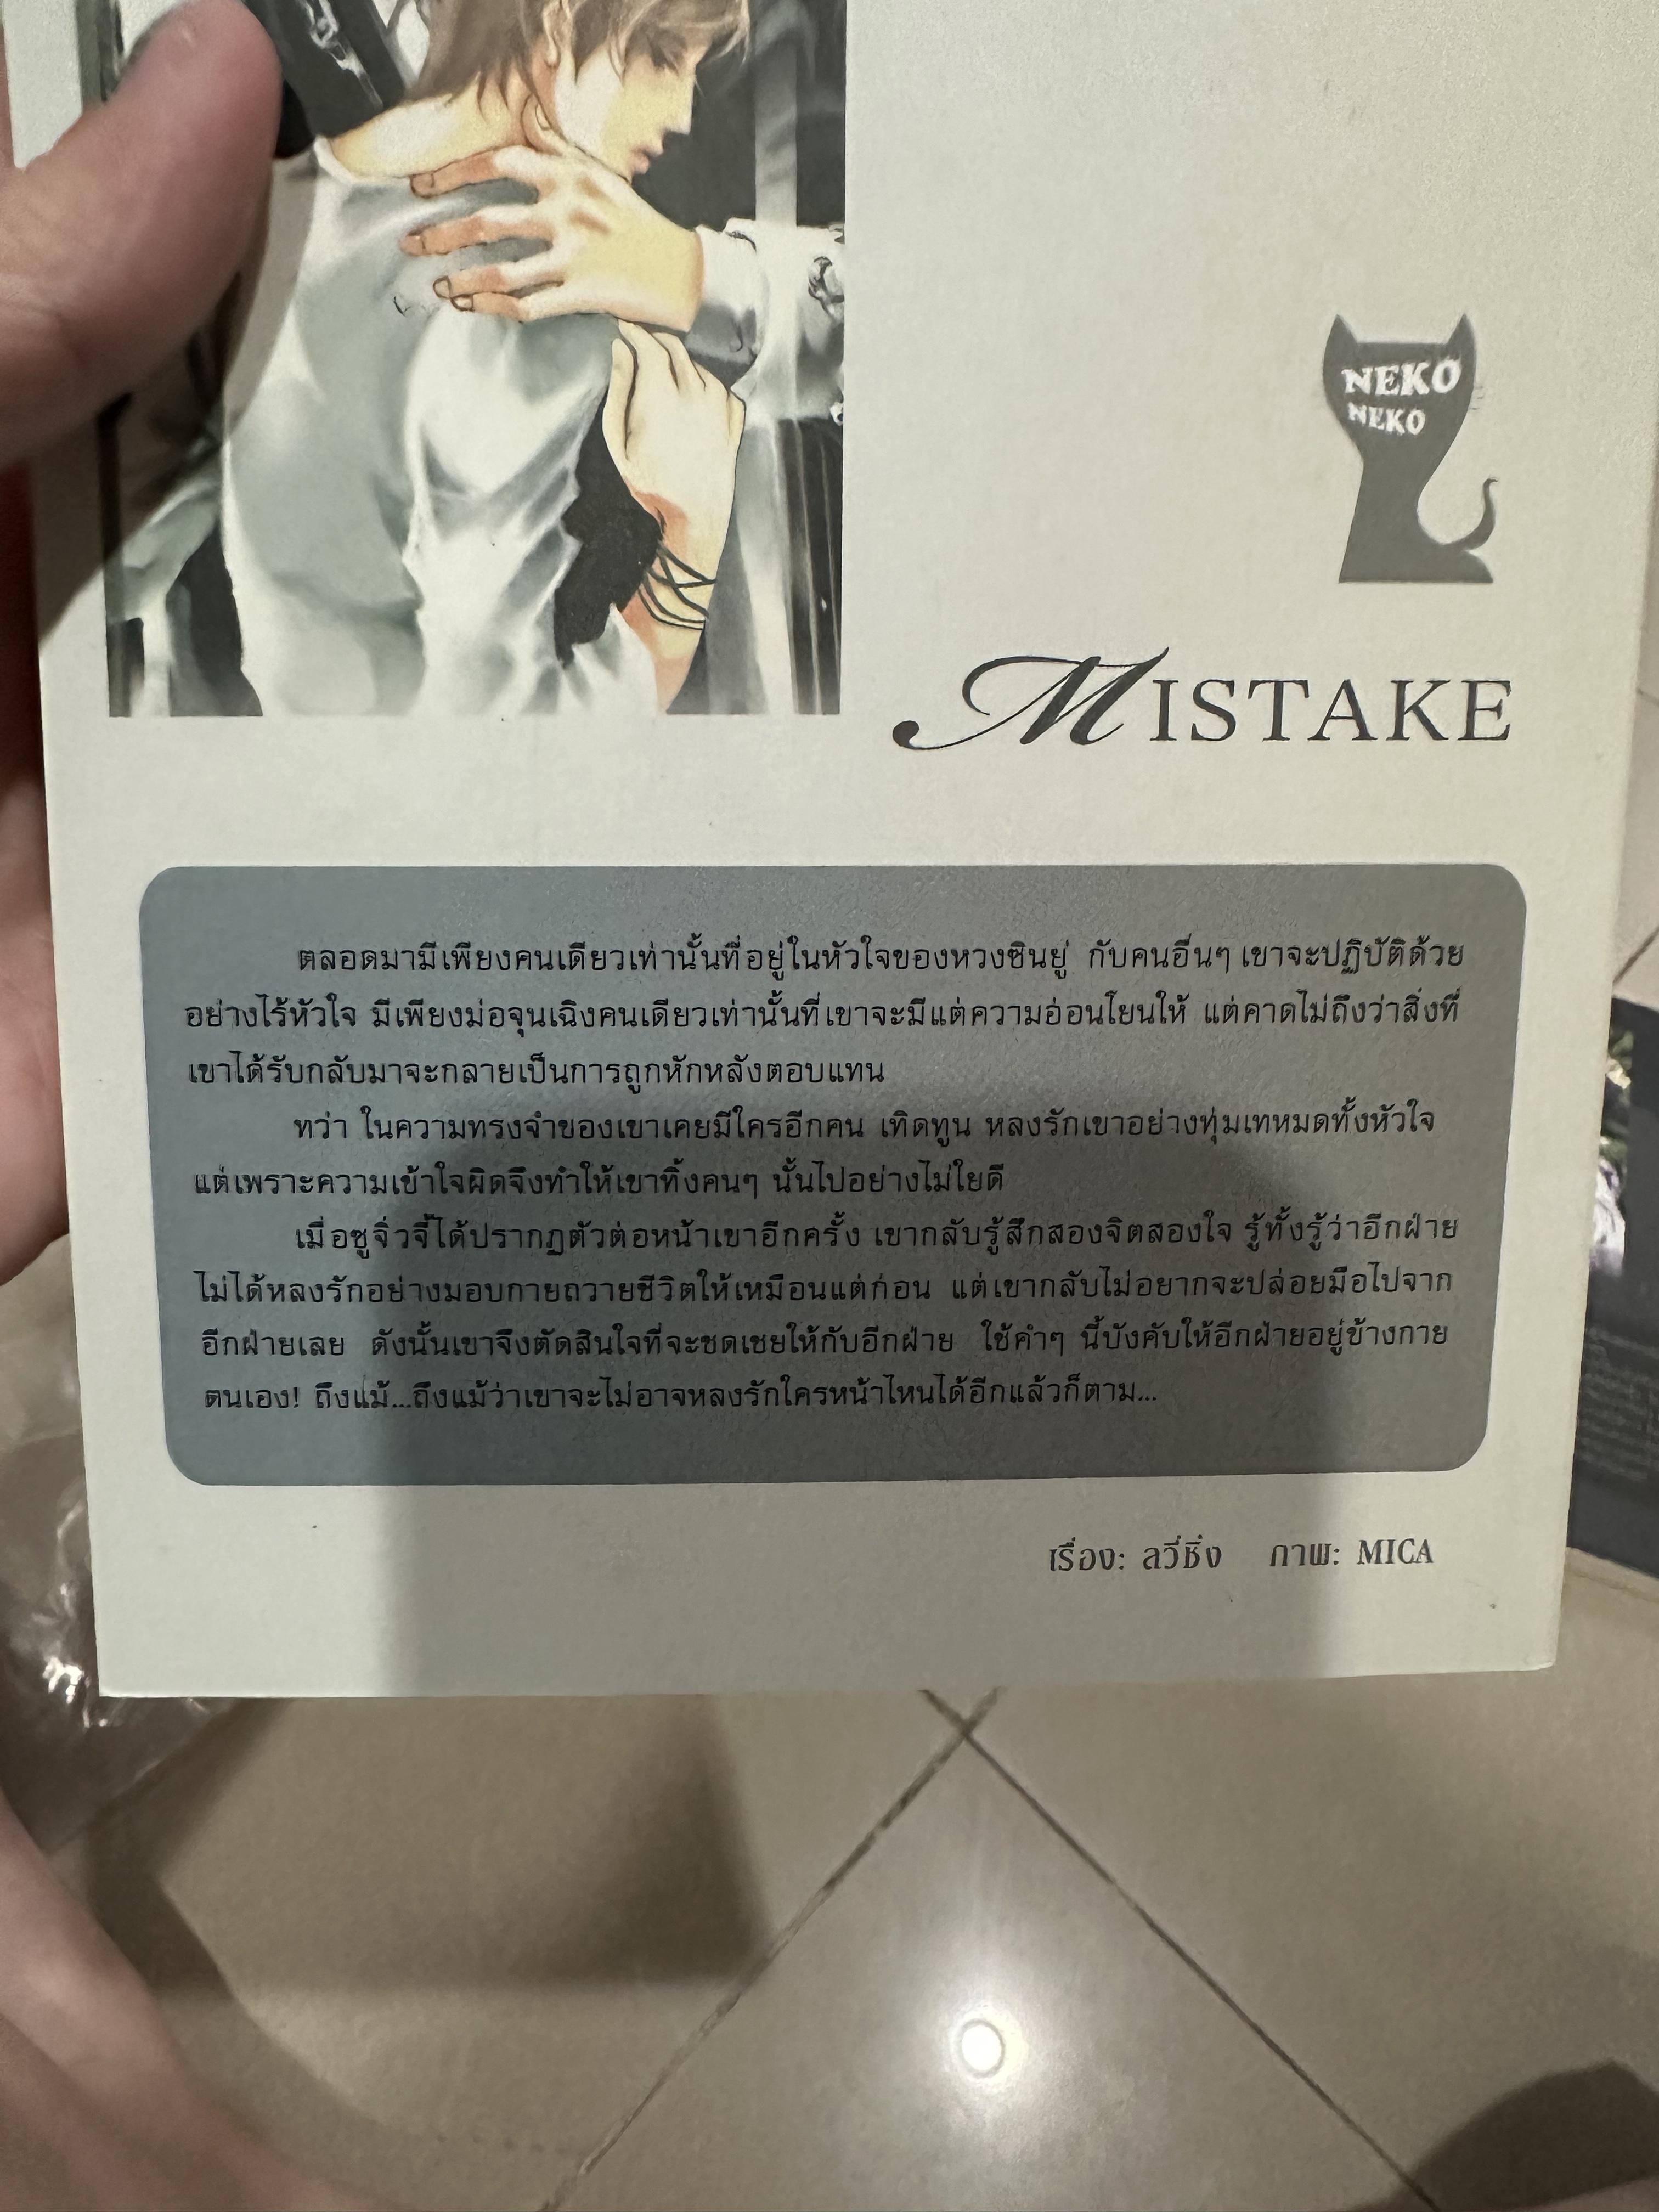 NEKO
NEKO
MISTAKE
ตลอดมามีเพียงคนเดียวเท่านั้นที่อยู่ในหัวใจของหวงซินยู่ กับคนอื่นๆ เขาจะปฏิบัติด้วย
อย่างไร้หัวใจ มีเพียงม่อจุนเฉิงคนเดียวเท่านั้นที่เขาจะมีแต่ความอ่อนโยนให้ แต่คาดไม่ถึงว่าสิ่งที่
เขาได้รับกลับมาจะกลายเป็นการถูกหักหลังตอบแทน
ทว่า ในความทรงจำของเขาเคยมีใครอีกคน เทิดทูน หลงรักเขาอย่างทุ่มเทหมดทั้งหัวใจ
แต่เพราะความเข้าใจผิดจึงทำให้เขาทิ้งคนๆ นั้นไปอย่างไม่ใยดี
เมื่อซูจิ่วจี้ได้ปรากฏตัวต่อหน้าเขาอีกครั้ง เขากลับรู้สึกสองจิตสองใจ รู้ทั้งรู้ว่าอีกฝ่าย
ไม่ได้หลงรักอย่างมอบกายถวายชีวิตให้เหมือนแต่ก่อน แต่เขากลับไม่อยากจะปล่อยมือไปจาก
อีกฝ่ายเลย ดังนั้นเขาจึงตัดสินใจที่จะชดเชยให้กับอีกฝ่าย ใช้คำๆ นี้บังคับให้อีกฝ่ายอยู่ข้างกาย
ตนเอง! ถึงแม้...ถึงแม้ว่าเขาจะไม่อาจหลงรักใครหน้าไหนได้อีกแล้วก็ตาม...
เรื่อง: ลวี่ซิ่ง ภาพ: MICA